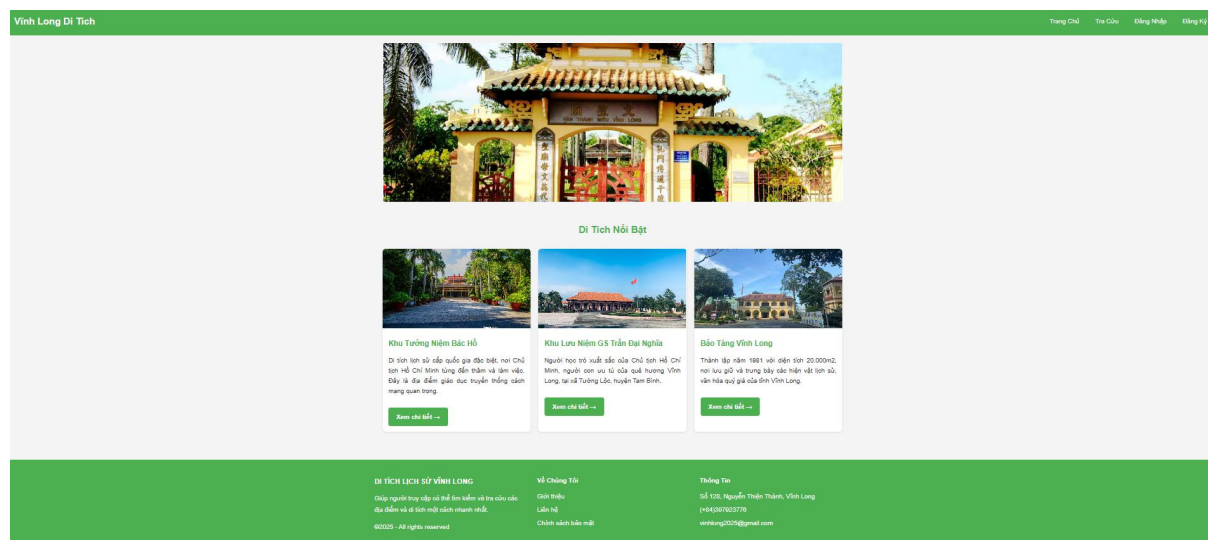 Vĩnh Long Di Tích
Trang Chủ Tra Cứu Đăng Nhập Đăng Ký
VĂN THÁNH MIẾU VĨNH LONG
Di Tích Nổi Bật
Khu Tưởng Niệm Bác Hồ
Di tích lịch sử cấp quốc gia đặc biệt, nơi Chủ
tịch Hồ Chí Minh từng đến thăm và làm việc.
Đây là địa điểm giáo dục truyền thống cách
mạng quan trọng.
Xem chi tiết →
Khu Lưu Niệm GS Trần Đại Nghĩa
Người học trò xuất sắc của Chủ tịch Hồ Chí
Minh, người con ưu tú của quê hương Vĩnh
Long, tại xã Tường Lộc, huyện Tam Bình.
Xem chi tiết →
Bảo Tàng Vĩnh Long
Thành lập năm 1981 với diện tích 20.000m2,
nơi lưu giữ và trưng bày các hiện vật lịch sử,
văn hóa quý giá của tỉnh Vĩnh Long.
Xem chi tiết →
DI TÍCH LỊCH SỬ VĨNH LONG
Giúp người truy cập có thể tìm kiếm và tra cứu các
địa điểm và di tích một cách nhanh nhất.
©2025 - All rights reserved
Về Chúng Tôi
Giới thiệu
Liên hệ
Chính sách bảo mật
Thông Tin
Số 128, Nguyễn Thiện Thành, Vĩnh Long
(+84)397923776
vinhlong2025@gmail.com